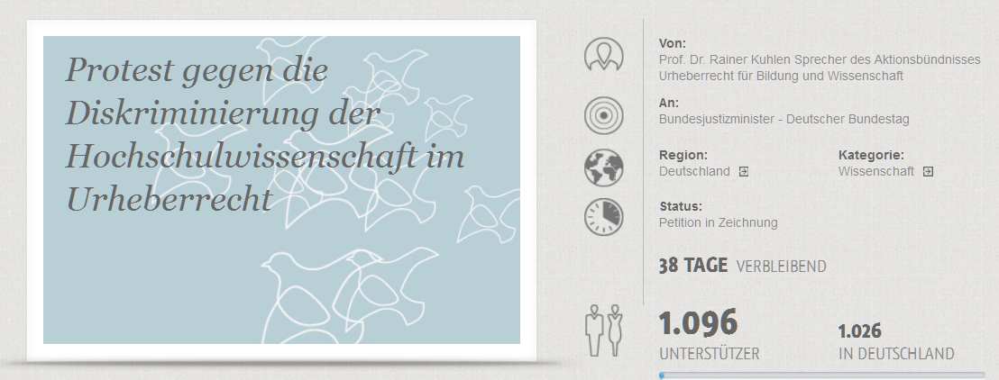 Protest gegen die
Diskriminierung der
Hochschulwissenschaft im
Urheberrecht
Von:
Prof. Dr. Rainer Kuhlen Sprecher des Aktionsbündnisses
Urheberrecht für Bildung und Wissenschaft
An:
Bundesjustizminister - Deutscher Bundestag
Region:
Deutschland
Kategorie:
Wissenschaft
Status:
Petition in Zeichnung
38 TAGE VERBLEIBEND
1.096
UNTERSTÜTZER
1.026
IN DEUTSCHLAND